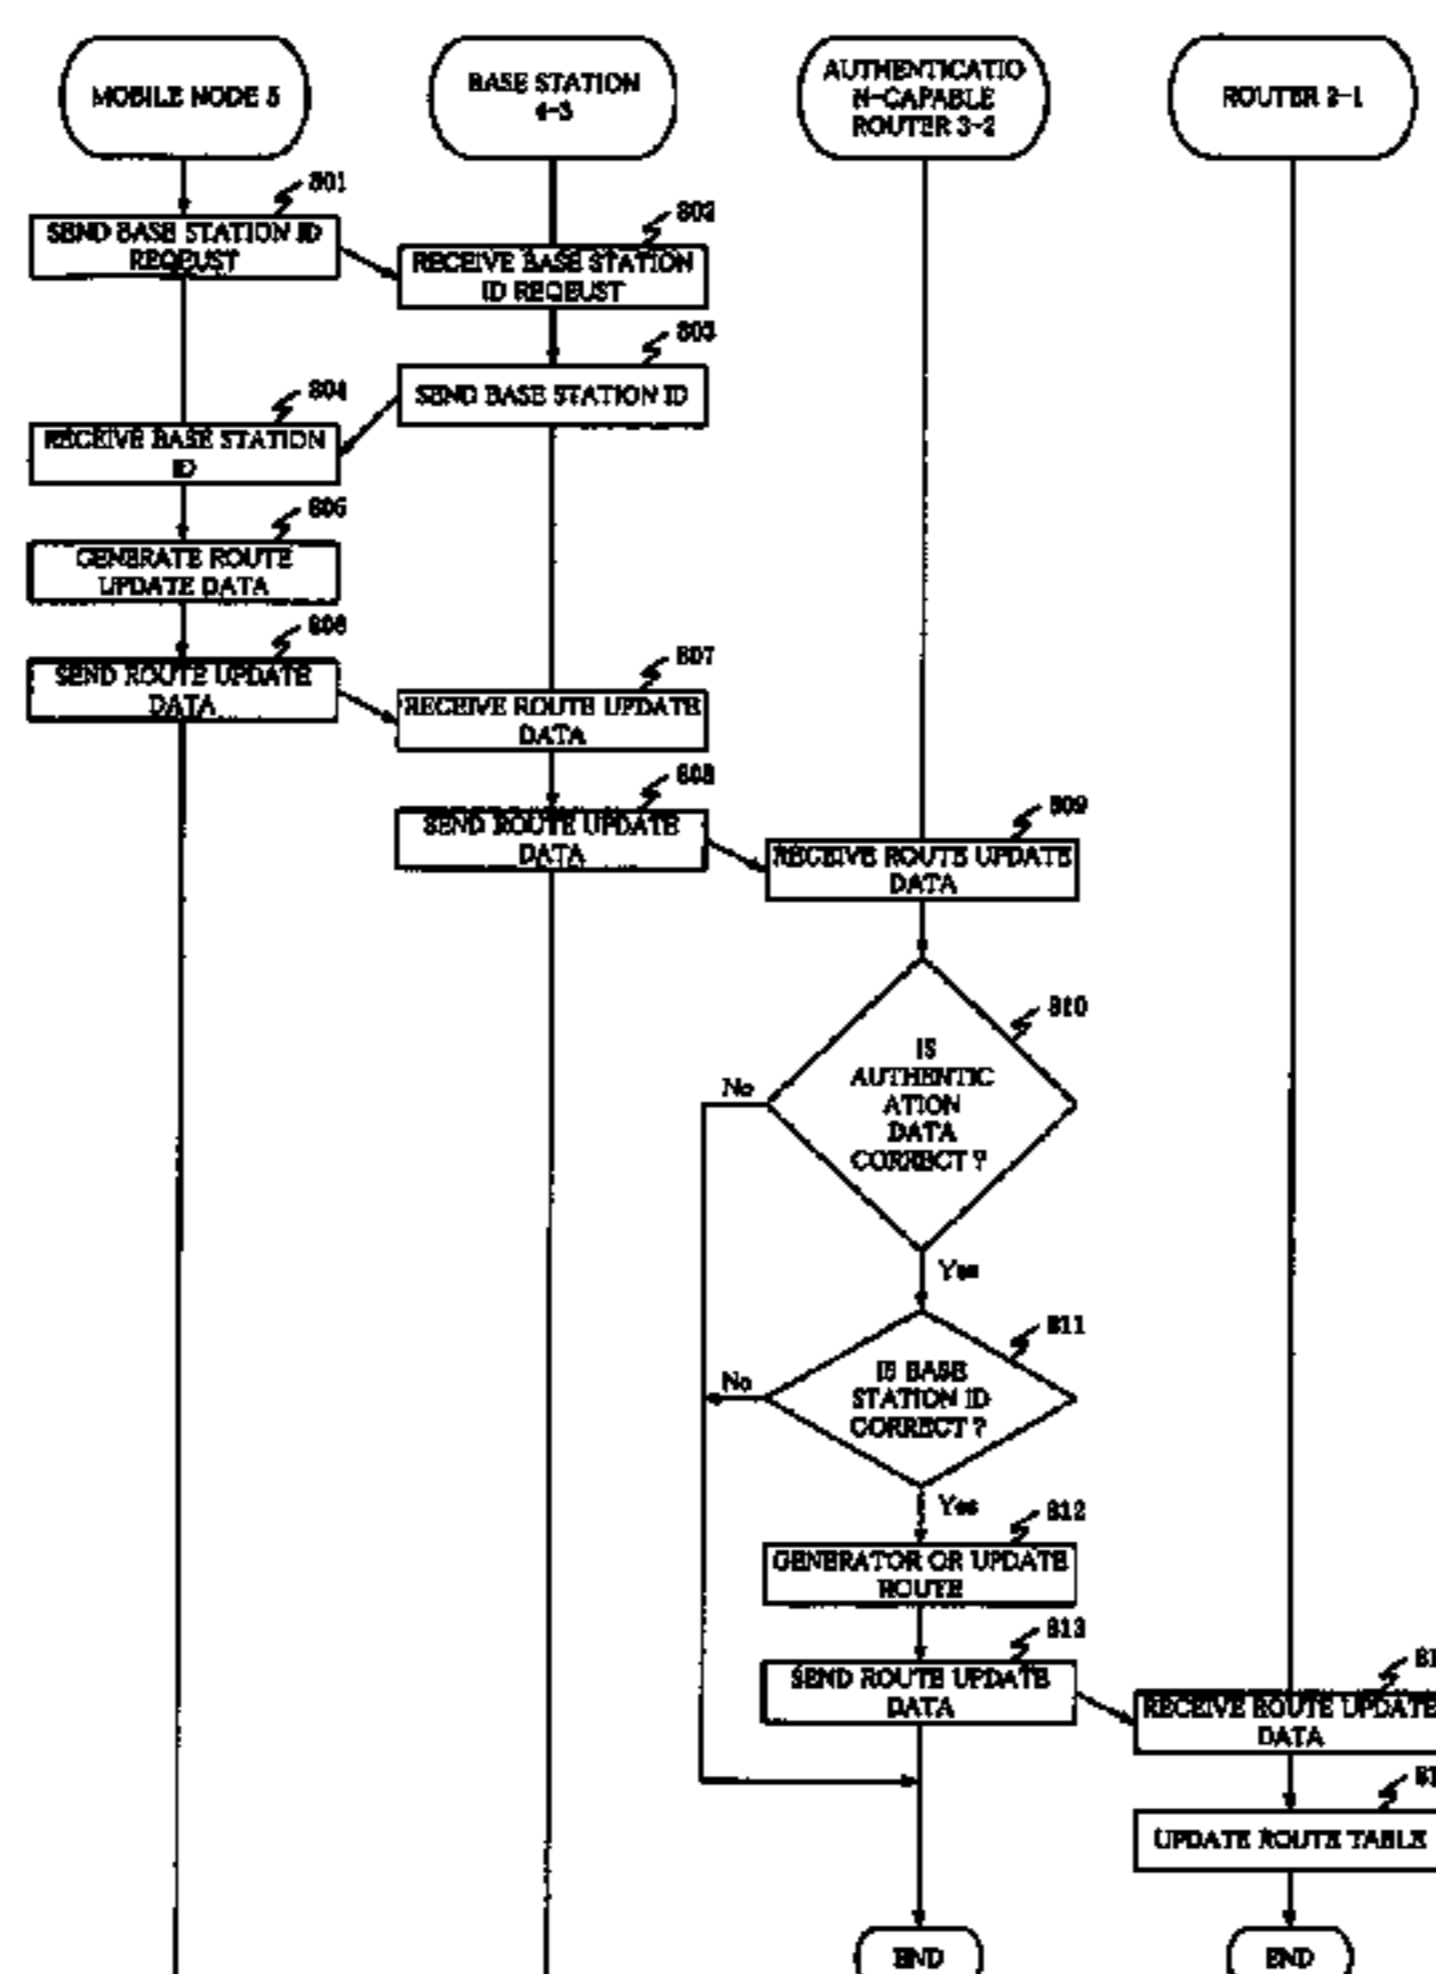 MOBILE NODE 5
BASE STATION
4-3
AUTHENTICATIO
N-CAPABLE
ROUTER 3-2
ROUTER 2-1
801
SEND BASE STATION ID
REQEUST
802
RECEIVE BASE STATION
ID REQEUST
803
SEND BASE STATION ID
804
RECEIVE BASE STATION
ID
805
GENERATE ROUTE
UPDATE DATA
806
SEND ROUTE UPDATE
DATA
807
RECEIVE ROUTE UPDATE
DATA
808
SEND ROUTE UPDATE
DATA
809
RECEIVE ROUTE UPDATE
DATA
810
IS
AUTHENTIC
ATION
DATA
CORRECT ?
No
Yes
811
IS BASE
STATION ID
CORRECT ?
No
Yes
812
GENERATOR OR UPDATE
ROUTE
813
SEND ROUTE UPDATE
DATA
RECEIVE ROUTE UPDATE
DATA
UPDATE ROUTE TABLE
END
END